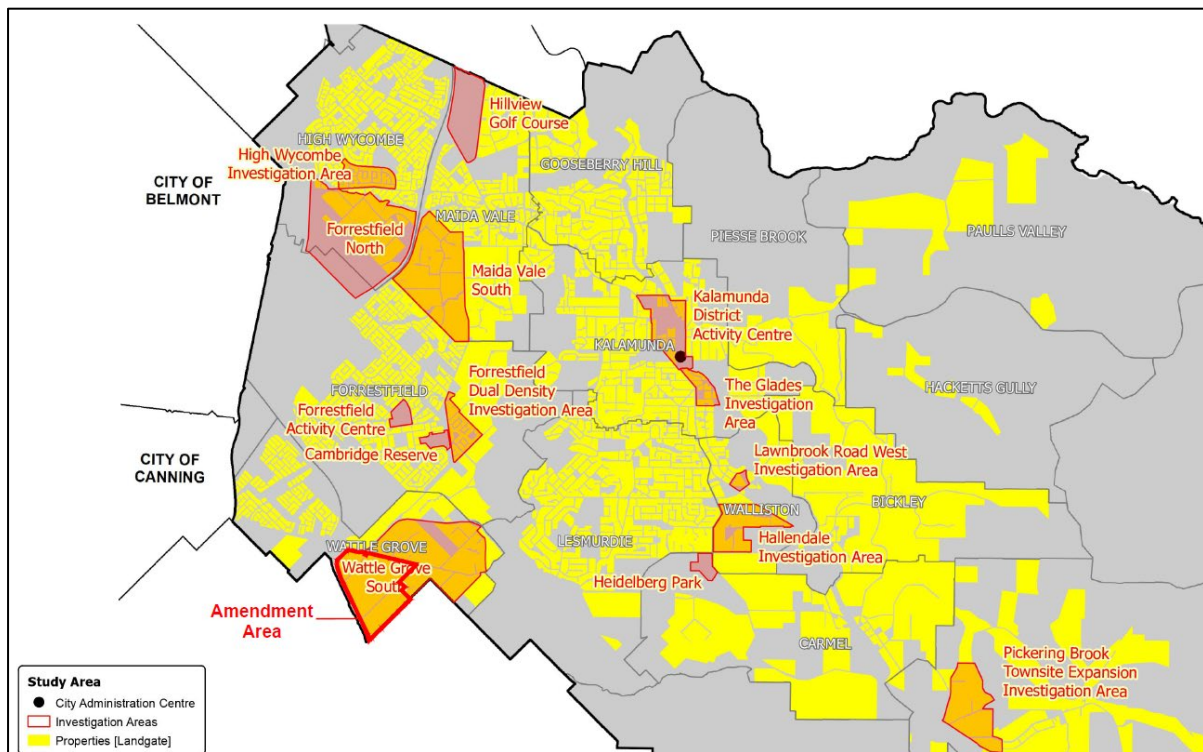 Hillview
Golf Course
HIGH WYCOMBE
High Wycombe
Investigation Area
GOOSEBERRY HILL
CITY OF
BELMONT
Forrestfield
North
MAIDA VALE
PIESSE BROOK
PAULLS VALLEY
Maida Vale
South
Kalamunda
District
Activity Centre
KALAMUNDA
FORRESTFIELD
Forrestfield
Dual Density
Investigation Area
The Glades
Investigation
Area
HACKETTS GULLY
Forrestfield
Activity Centre
Cambridge Reserve
CITY OF
CANNING
Lawnbrook Road West
Investigation Area
BICKLEY
WALLISTON
WATTLE GROVE
Wattle Grove
South
LESMURDIE
Hallendale
Investigation Area
Heidelberg Park
Amendment
Area
CARMEL
Pickering Brook
Townsite Expansion
Investigation Area
Study Area
City Administration Centre
Investigation Areas
Properties [Landgate]